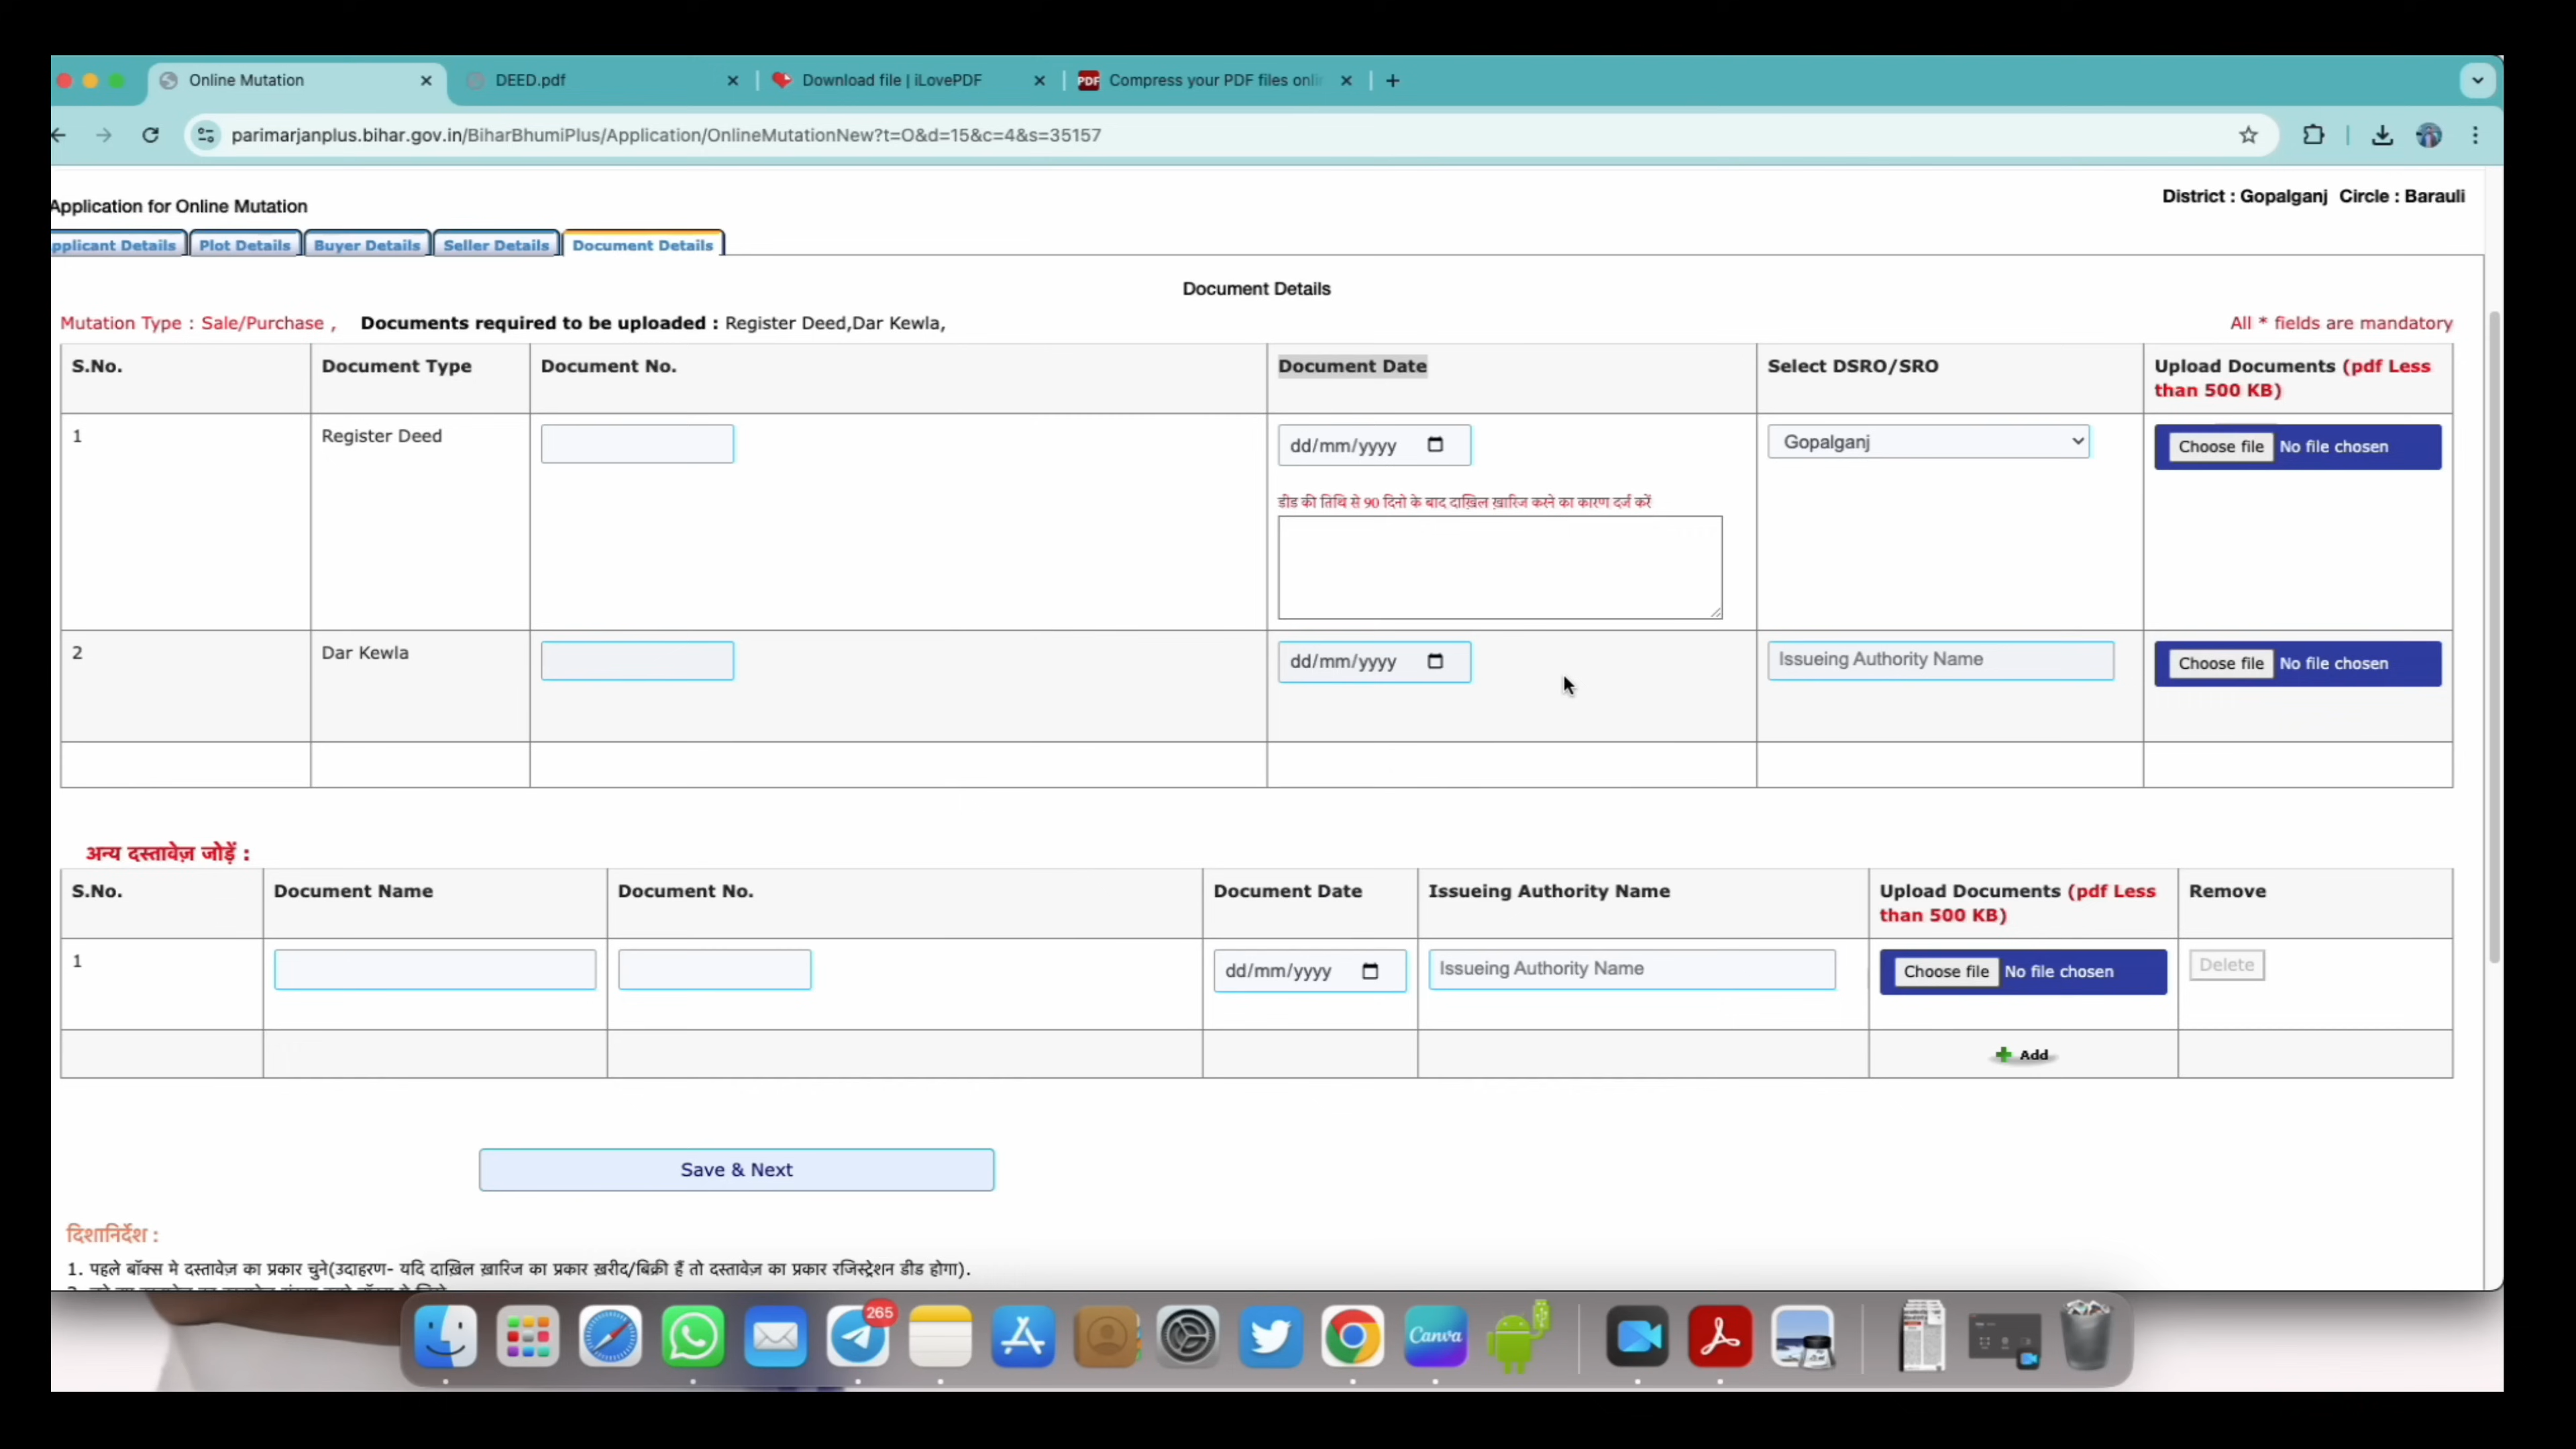 Online Mutation
DEED.pdf
Download file | iLovePDF
PDF
Compress your PDF files onli
parimarjanplus.bihar.gov.in/BiharBhumiPlus/Application/OnlineMutationNew?t=O&d=15&c=4&s=35157
District : Gopalganj Circle : Barauli
Application for Online Mutation
pplicant Details Plot Details Buyer Details Seller Details Document Details
Document Details
Mutation Type : Sale/Purchase , Documents required to be uploaded : Register Deed,Dar Kewla, All * fields are mandatory
S.No. Document Type Document No. Document Date Select DSRO/SRO Upload Documents (pdf Less
than 500 KB)
1 Register Deed dd/mm/yyyy Gopalganj Choose file No file chosen
डीड की तिथि से 90 दिनो के बाद दाख़िल ख़ारिज करने का कारण दर्ज करें
2 Dar Kewla dd/mm/yyyy Issueing Authority Name Choose file No file chosen
अन्य दस्तावेज़ जोड़ें :
S.No. Document Name Document No. Document Date Issueing Authority Name Upload Documents (pdf Less Remove
than 500 KB)
1 dd/mm/yyyy Issueing Authority Name Choose file No file chosen Delete
Add
Save & Next
दिशानिर्देश :
1. पहले बॉक्स मे दस्तावेज़ का प्रकार चुने(उदाहरण- यदि दाख़िल ख़ारिज का प्रकार ख़रीद/बिक्री हैं तो दस्तावेज़ का प्रकार रजिस्ट्रेशन डीड होगा).
265
Canva